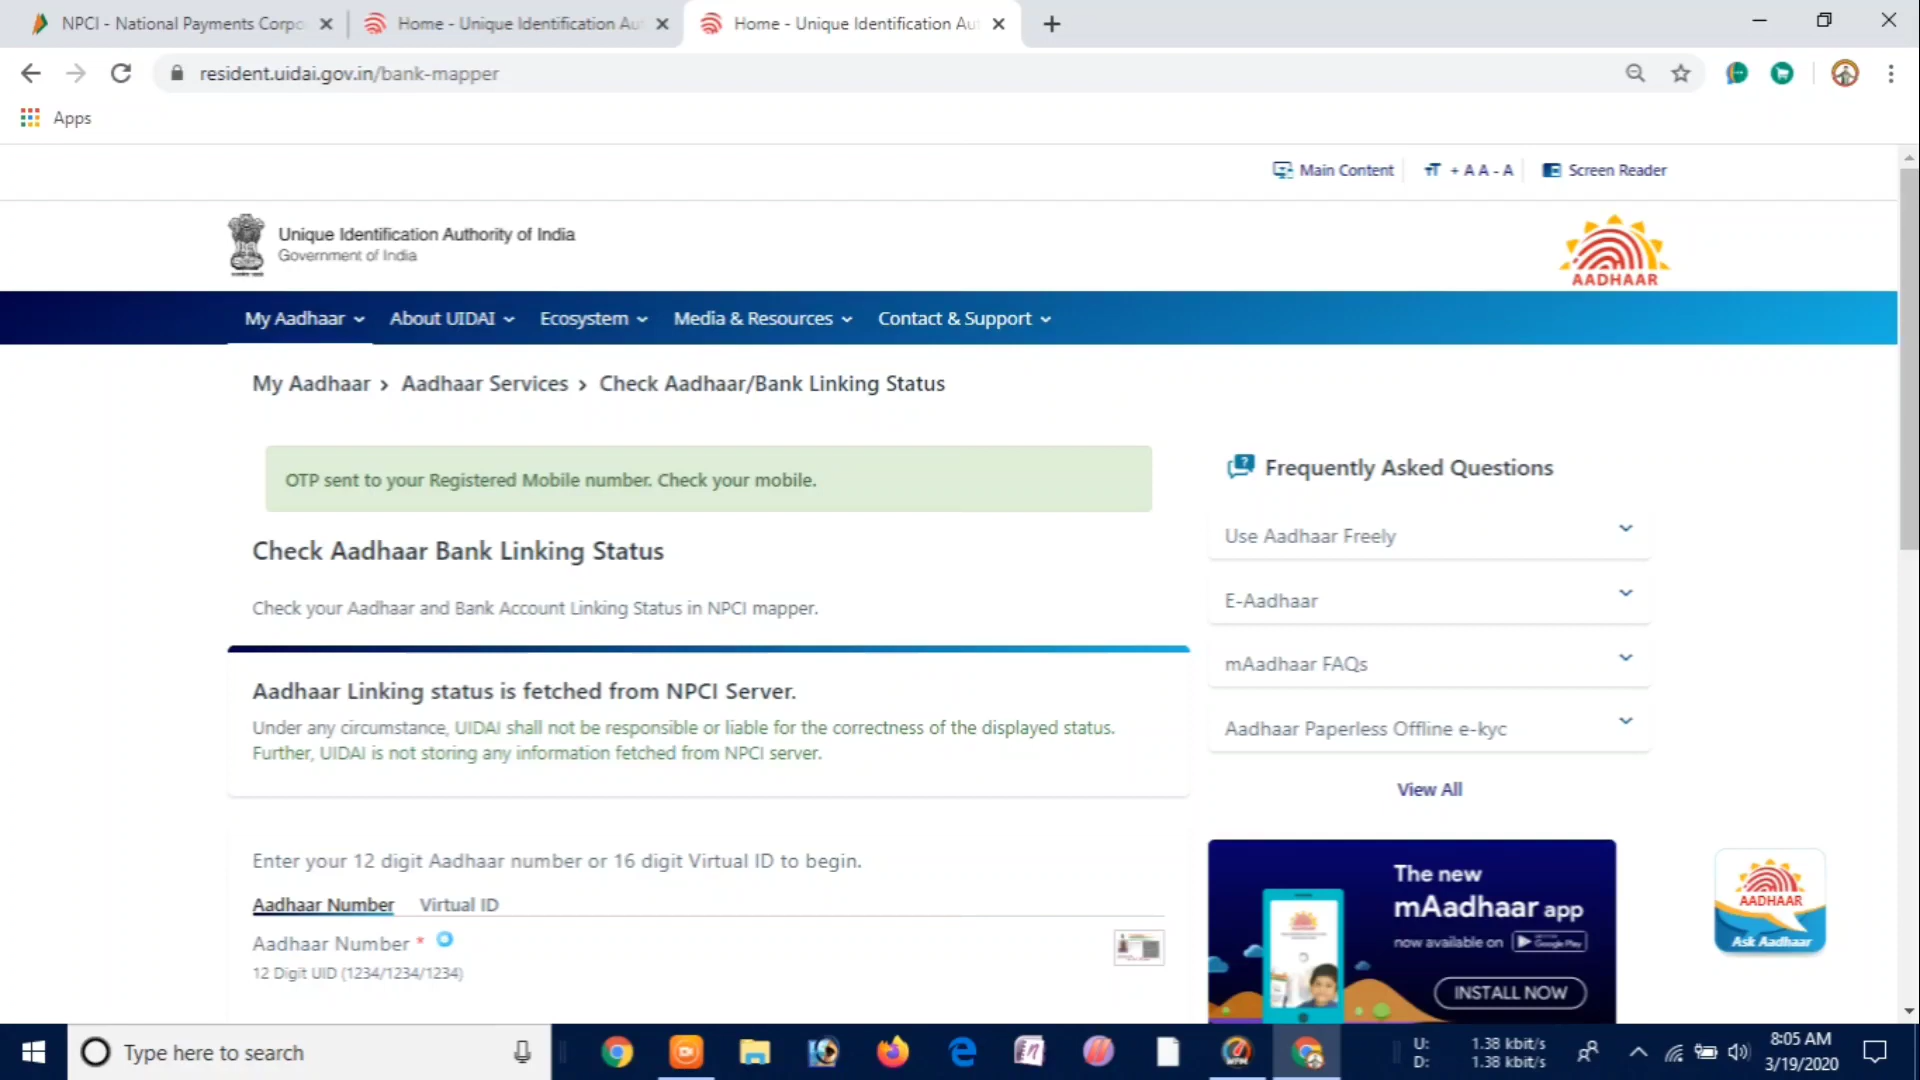 NPCI - National Payments Corpo
Home - Unique Identification Au
Home - Unique Identification Aut
resident.uidai.gov.in/bank-mapper
Apps
Main Content
+ A A - A
Screen Reader
Unique Identification Authority of India
Government of India
AADHAAR
My Aadhaar
About UIDAI
Ecosystem
Media & Resources
Contact & Support
My Aadhaar › Aadhaar Services › Check Aadhaar/Bank Linking Status
OTP sent to your Registered Mobile number. Check your mobile.
Check Aadhaar Bank Linking Status
Check your Aadhaar and Bank Account Linking Status in NPCI mapper.
Aadhaar Linking status is fetched from NPCI Server.
Under any circumstance, UIDAI shall not be responsible or liable for the correctness of the displayed status.
Further, UIDAI is not storing any information fetched from NPCI server.
Enter your 12 digit Aadhaar number or 16 digit Virtual ID to begin.
Aadhaar Number
Virtual ID
Aadhaar Number *
12 Digit UID (1234/1234/1234)
Frequently Asked Questions
Use Aadhaar Freely
E-Aadhaar
mAadhaar FAQs
Aadhaar Paperless Offline e-kyc
View All
The new
mAadhaar app
now available on Google Play
INSTALL NOW
AADHAAR
Ask Aadhaar
Type here to search
U: 1.38 kbit/s
D: 1.38 kbit/s
8:05 AM
3/19/2020